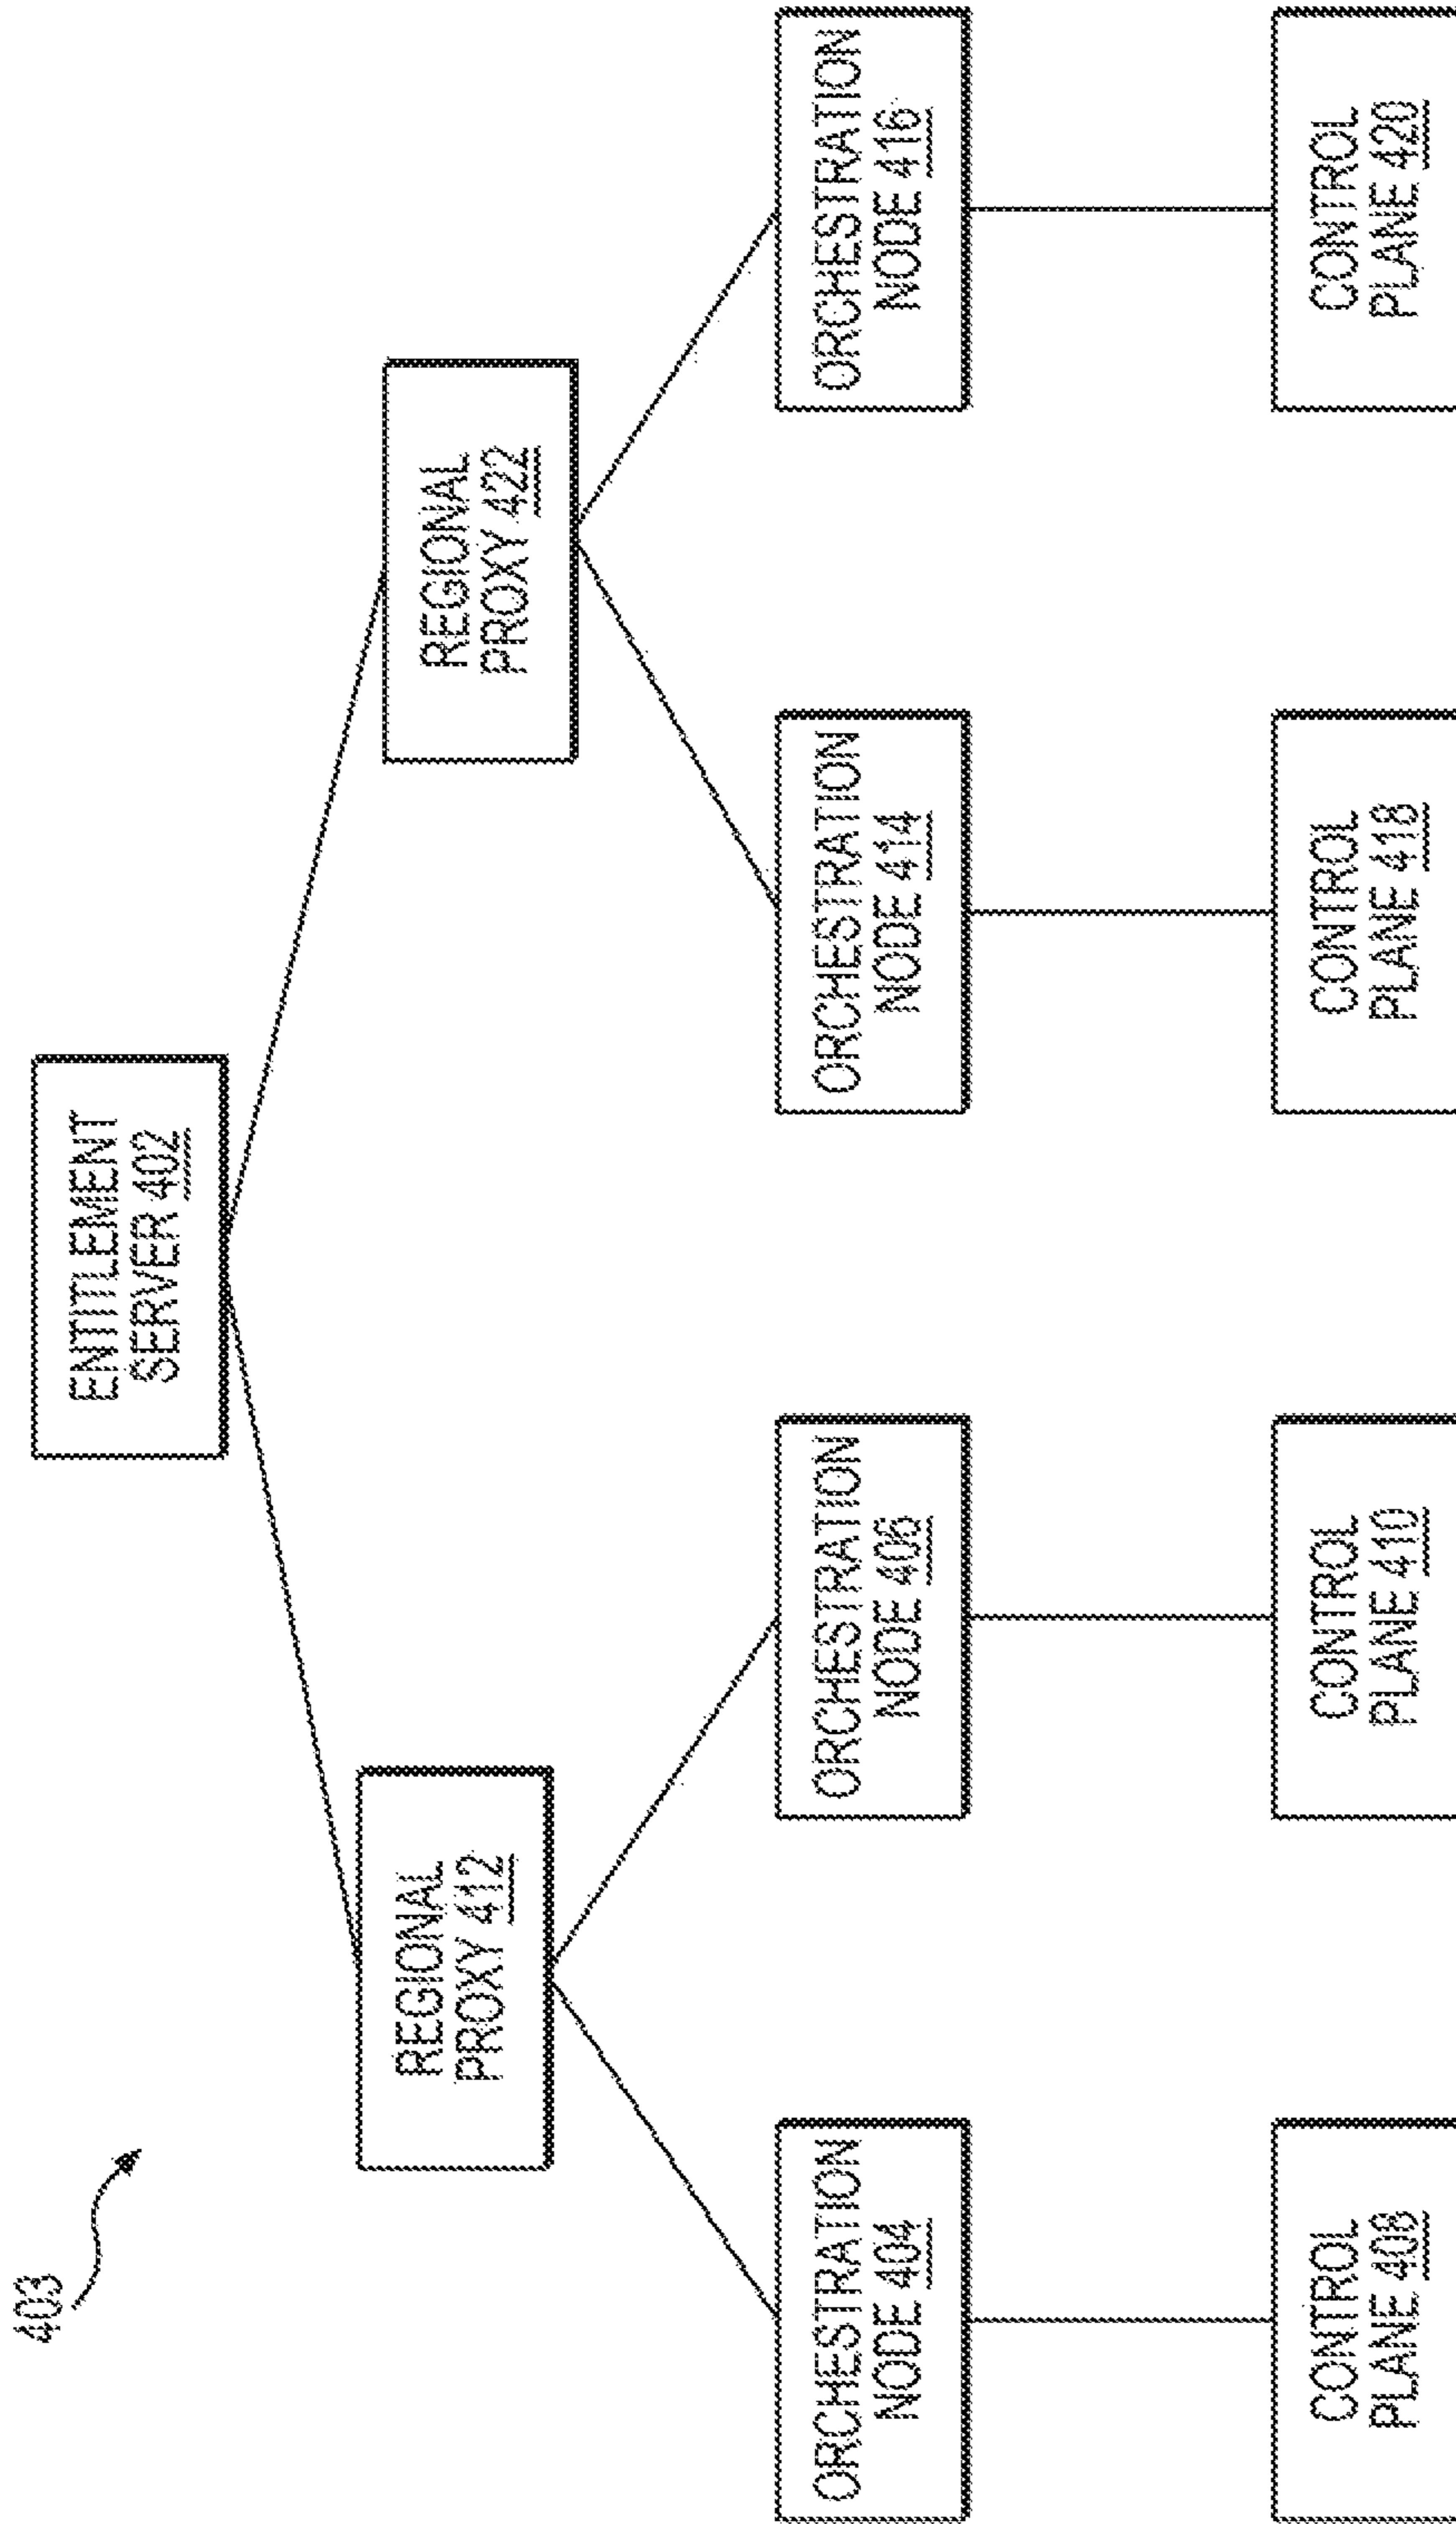 403
ENTITLEMENT
SERVER 402
REGIONAL
PROXY 412
REGIONAL
PROXY 422
ORCHESTRATION
NODE 404
ORCHESTRATION
NODE 406
ORCHESTRATION
NODE 414
ORCHESTRATION
NODE 416
CONTROL
PLANE 408
CONTROL
PLANE 410
CONTROL
PLANE 418
CONTROL
PLANE 420